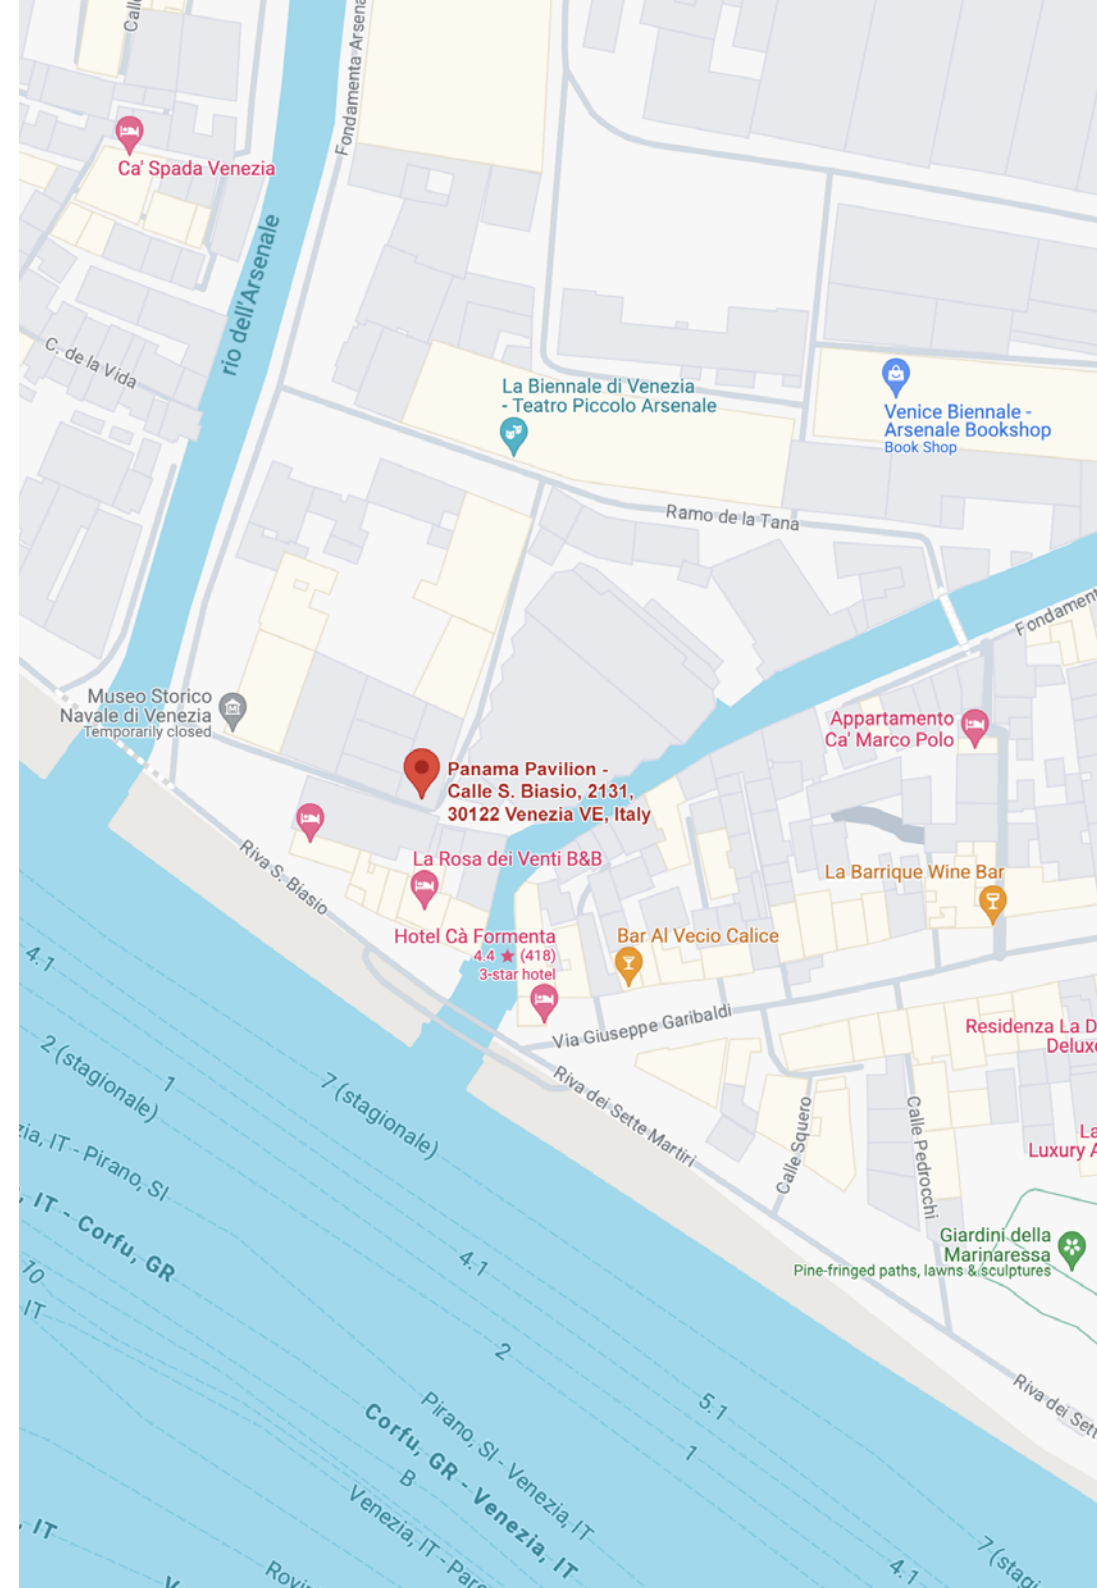 Calle
Fondamenta Arsena
Ca' Spada Venezia
rio dell'Arsenale
C. de la Vida
La Biennale di Venezia
- Teatro Piccolo Arsenale
Venice Biennale -
Arsenale Bookshop
Book Shop
Ramo de la Tana
Fondament
Museo Storico
Navale di Venezia
Temporarily closed
Appartamento
Ca' Marco Polo
Panama Pavilion -
Calle S. Biasio, 2131,
30122 Venezia VE, Italy
Riva S. Biasio
La Rosa dei Venti B&B
La Barrique Wine Bar
Hotel Cà Formenta
4.4 ★ (418)
3-star hotel
Bar Al Vecio Calice
Via Giuseppe Garibaldi
Residenza La D
Deluxe
4.1
2 (stagionale)
1
7 (stagionale)
Riva dei Sette Martiri
Calle Squero
Calle Pedrocchi
La
Luxury A
zia, IT - Pirano, SI
, IT - Corfu, GR
10
IT
Giardini della
Marinaressa
Pine-fringed paths, lawns & sculptures
4.1
2
5.1
1
Riva dei Sett
Pirano, SI - Venezia, IT
Corfu, GR - Venezia, IT
B
Venezia, IT - Pare
, IT
Rovi
4.1
7 (stagi